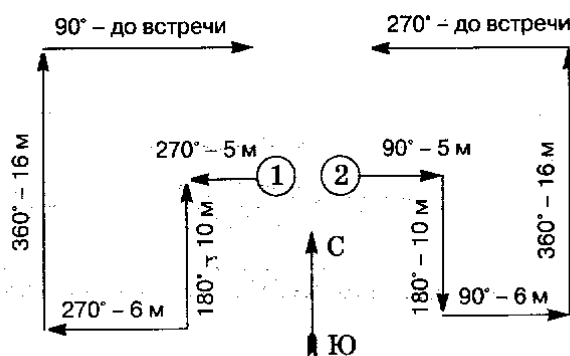 90° – до встречи
270° – до встречи
360° – 16 м
270° – 5 м
1
2
90° – 5 м
360° – 16 м
180° – 10 м
С
180° – 10 м
270° – 6 м
90° – 6 м
Ю